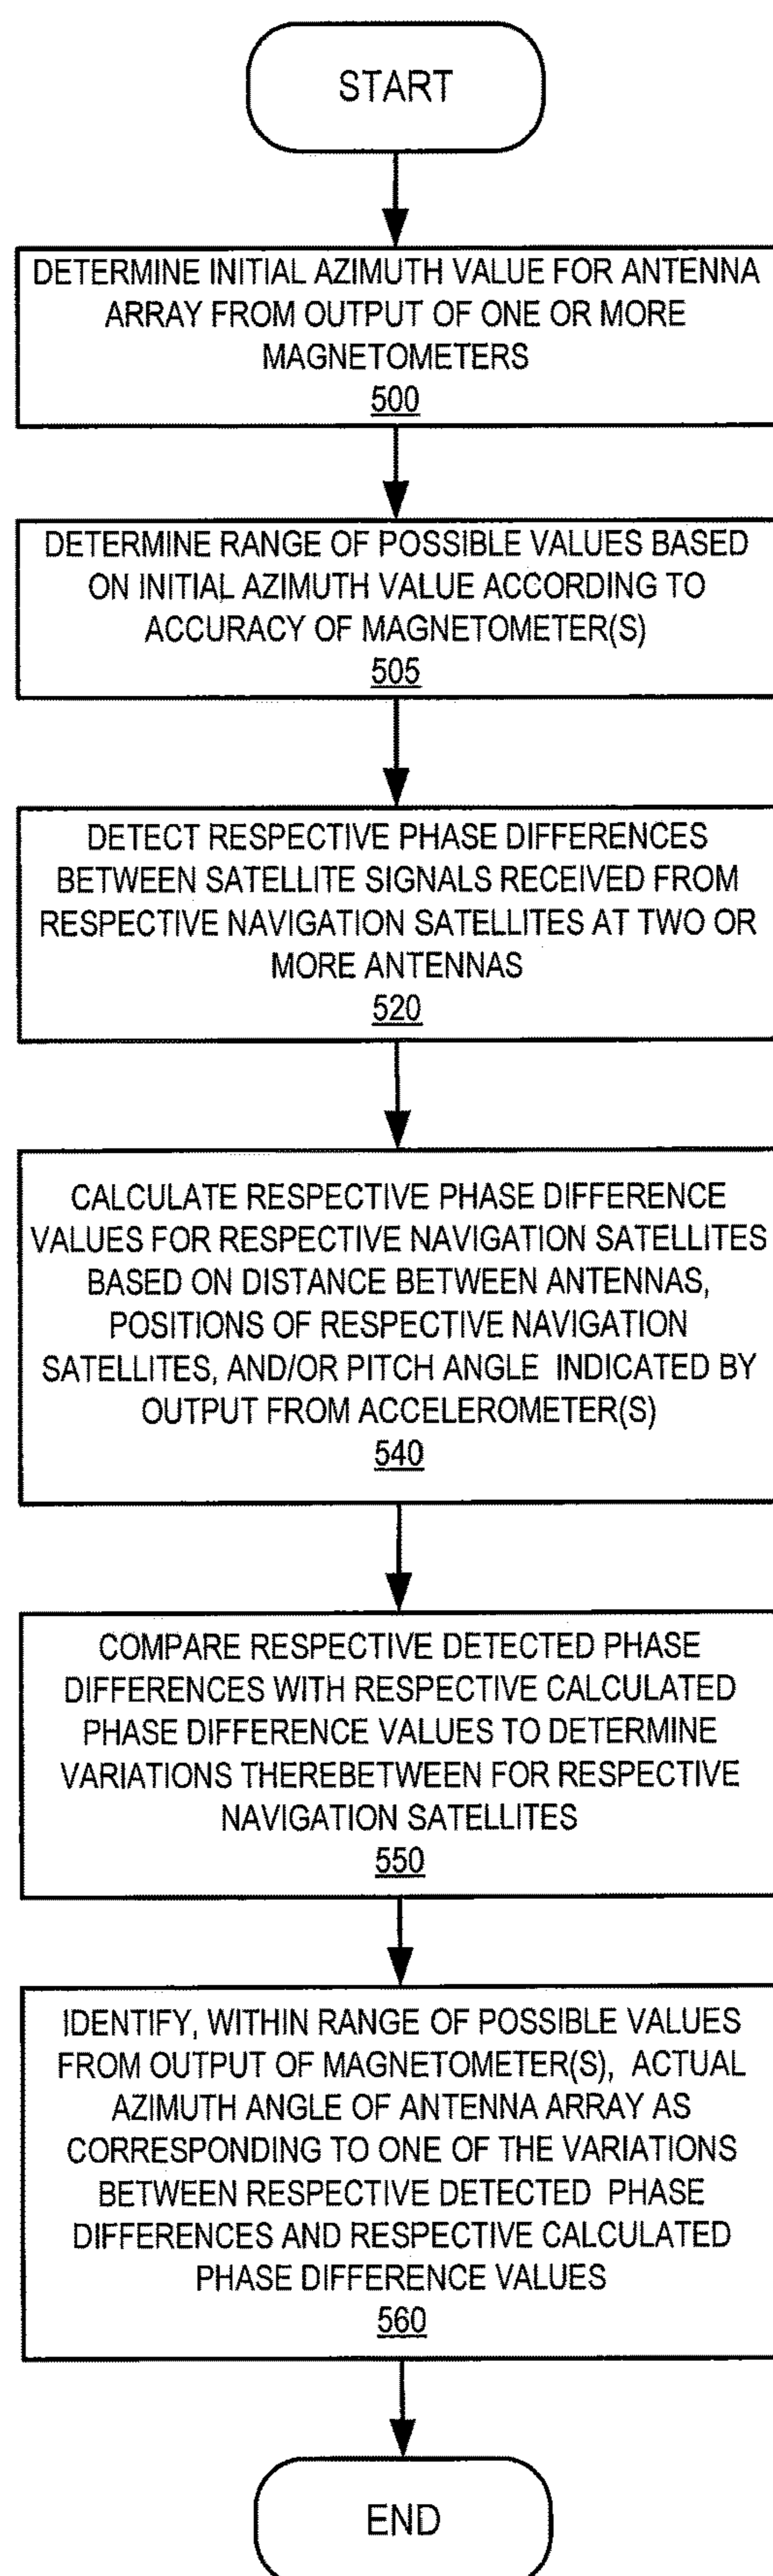 START
DETERMINE INITIAL AZIMUTH VALUE FOR ANTENNA
ARRAY FROM OUTPUT OF ONE OR MORE
MAGNETOMETERS
500
DETERMINE RANGE OF POSSIBLE VALUES BASED
ON INITIAL AZIMUTH VALUE ACCORDING TO
ACCURACY OF MAGNETOMETER(S)
505
DETECT RESPECTIVE PHASE DIFFERENCES
BETWEEN SATELLITE SIGNALS RECEIVED FROM
RESPECTIVE NAVIGATION SATELLITES AT TWO OR
MORE ANTENNAS
520
CALCULATE RESPECTIVE PHASE DIFFERENCE
VALUES FOR RESPECTIVE NAVIGATION SATELLITES
BASED ON DISTANCE BETWEEN ANTENNAS,
POSITIONS OF RESPECTIVE NAVIGATION
SATELLITES, AND/OR PITCH ANGLE INDICATED BY
OUTPUT FROM ACCELEROMETER(S)
540
COMPARE RESPECTIVE DETECTED PHASE
DIFFERENCES WITH RESPECTIVE CALCULATED
PHASE DIFFERENCE VALUES TO DETERMINE
VARIATIONS THEREBETWEEN FOR RESPECTIVE
NAVIGATION SATELLITES
550
IDENTIFY, WITHIN RANGE OF POSSIBLE VALUES
FROM OUTPUT OF MAGNETOMETER(S), ACTUAL
AZIMUTH ANGLE OF ANTENNA ARRAY AS
CORRESPONDING TO ONE OF THE VARIATIONS
BETWEEN RESPECTIVE DETECTED PHASE
DIFFERENCES AND RESPECTIVE CALCULATED
PHASE DIFFERENCE VALUES
560
END